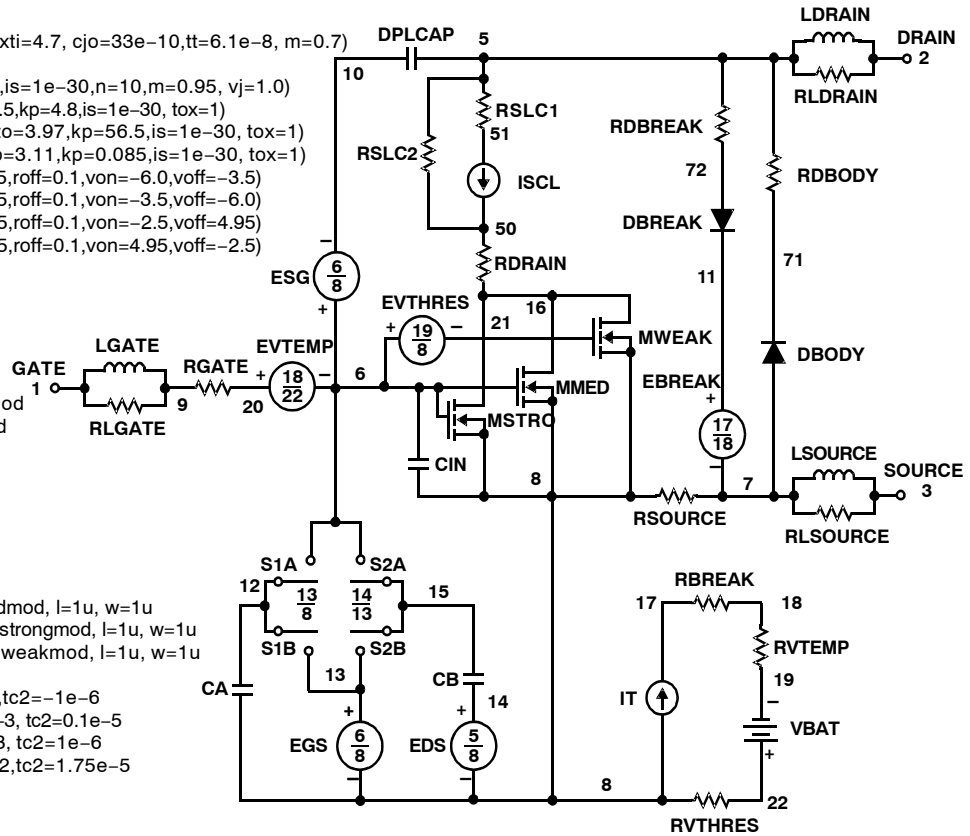 LDRAIN
xti=4.7, cjo=33e−10,tt=6.1e−8, m=0.7)
DPLCAP
5
DRAIN
2
10
RLDRAIN
,is=1e−30,n=10,m=0.95, vj=1.0)
.5,kp=4.8,is=1e−30, tox=1)
RSLC1
51
RDBREAK
to=3.97,kp=56.5,is=1e−30, tox=1)
RSLC2
o=3.11,kp=0.085,is=1e−30, tox=1)
72
RDBODY
5,roff=0.1,von=−6.0,voff=−3.5)
ISCL
5,roff=0.1,von=−3.5,voff=−6.0)
5,roff=0.1,von=−2.5,voff=4.95)
DBREAK
50
5,roff=0.1,von=4.95,voff=−2.5)
−
ESG
6
8
+
RDRAIN
71
11
EVTHRES
16
21
+
19
8
−
MWEAK
LGATE
EVTEMP
GATE
1
RGATE
+
18
22
−
6
MMED
DBODY
EBREAK
+
9
20
od
d
RLGATE
MSTRO
17
18
−
CIN
LSOURCE
8
7
SOURCE
3
RSOURCE
RLSOURCE
S1A
S2A
12
13
8
14
13
15
RBREAK
17
18
dmod, l=1u, w=1u
strongmod, l=1u, w=1u
S1B
S2B
RVTEMP
weakmod, l=1u, w=1u
13
CB
19
CA
14
IT
−
,tc2=−1e−6
+
+
VBAT
−3, tc2=0.1e−5
EGS
6
8
EDS
5
8
+
3, tc2=1e−6
2,tc2=1.75e−5
−
−
8
22
RVTHRES